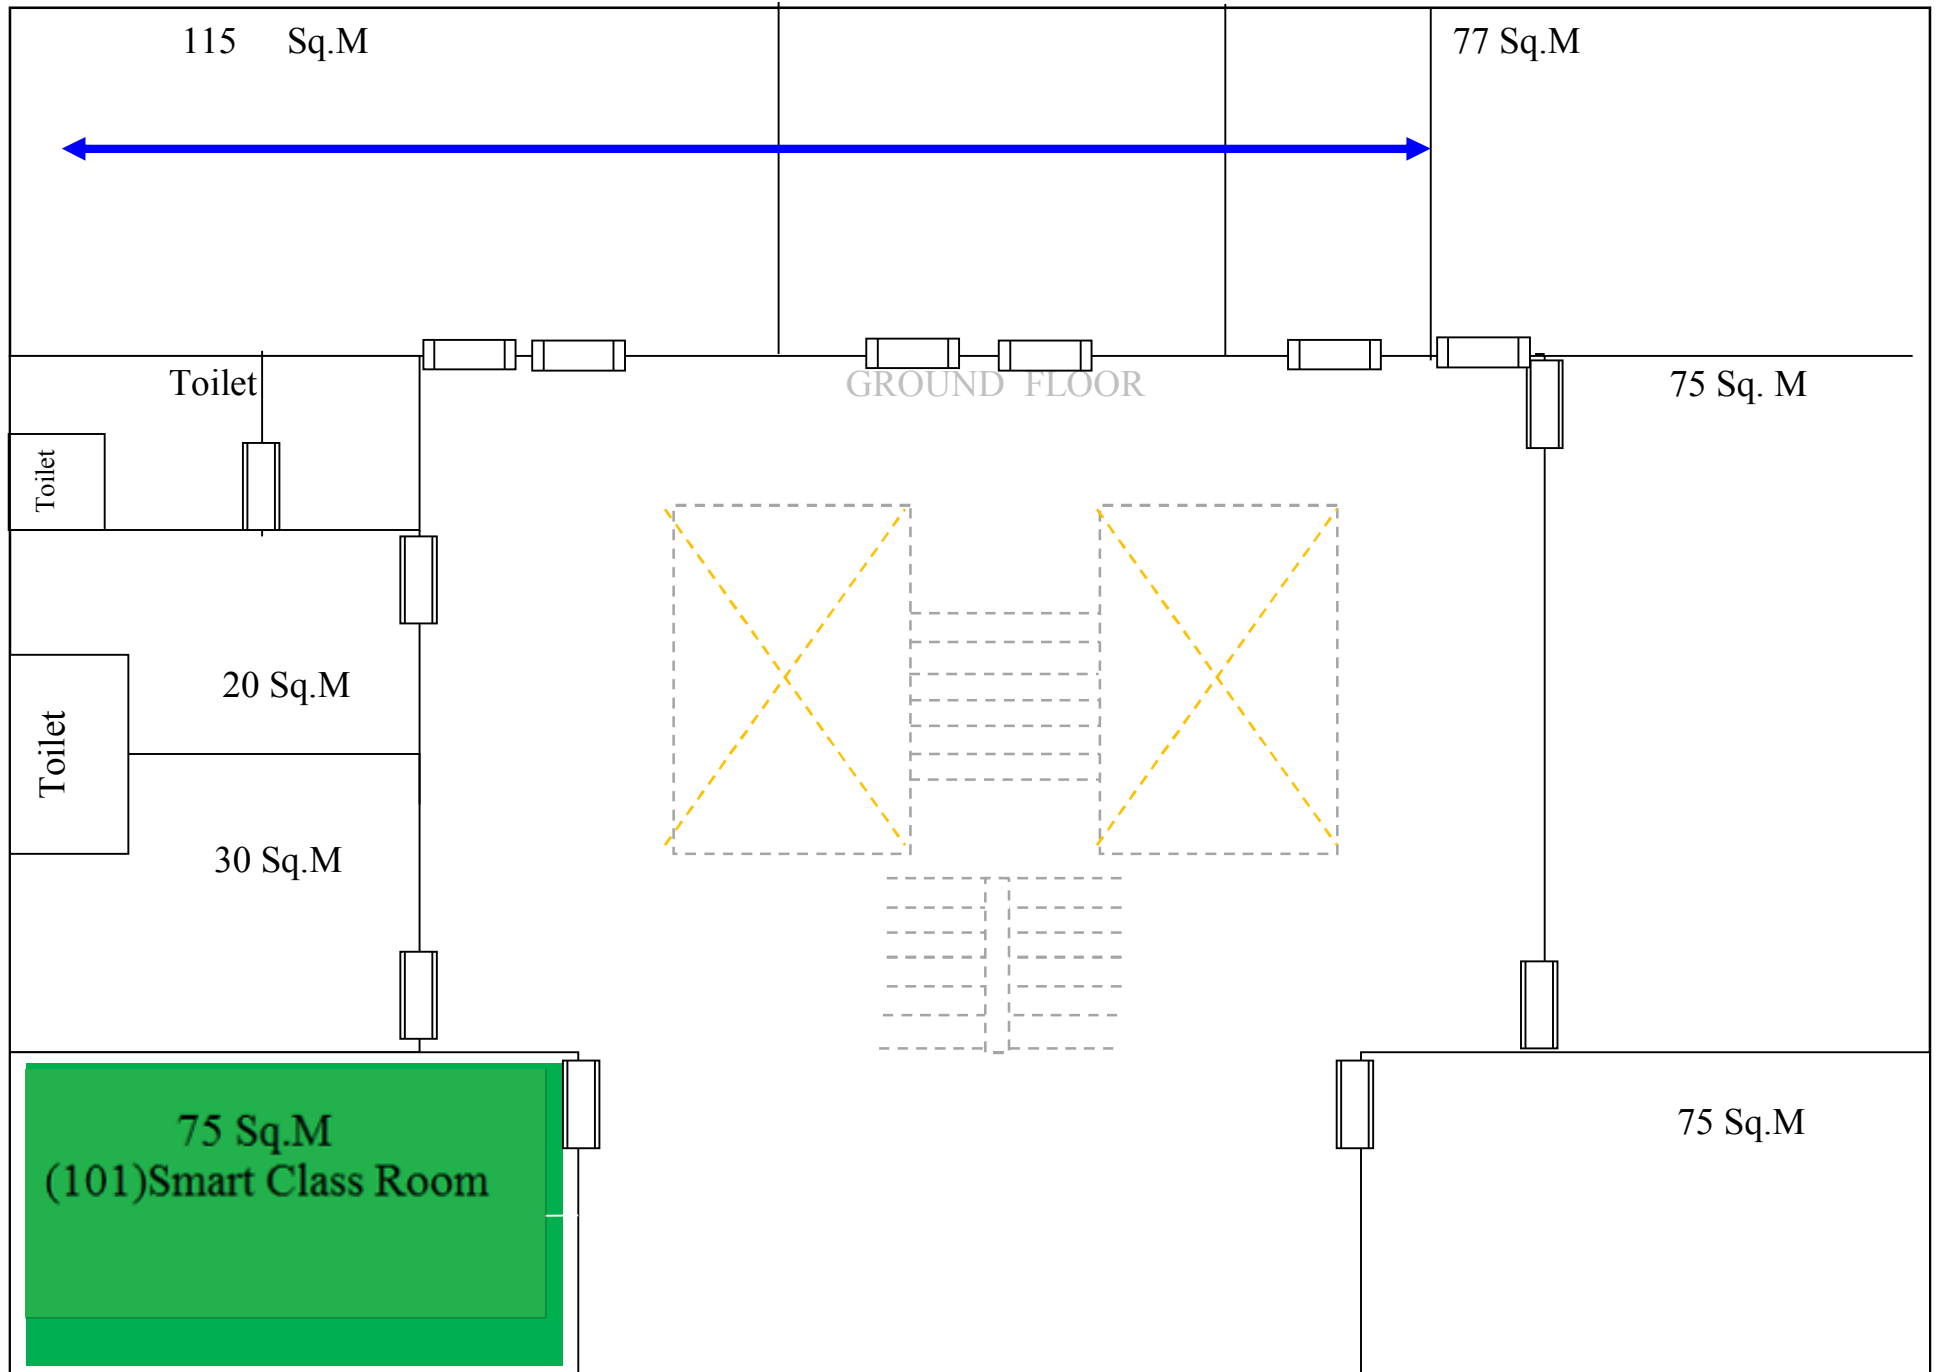 115 Sq.M
77 Sq.M
Toilet
GROUND FLOOR
75 Sq. M
Toilet
20 Sq.M
Toilet
30 Sq.M
75 Sq.M
(101)Smart Class Room
75 Sq.M